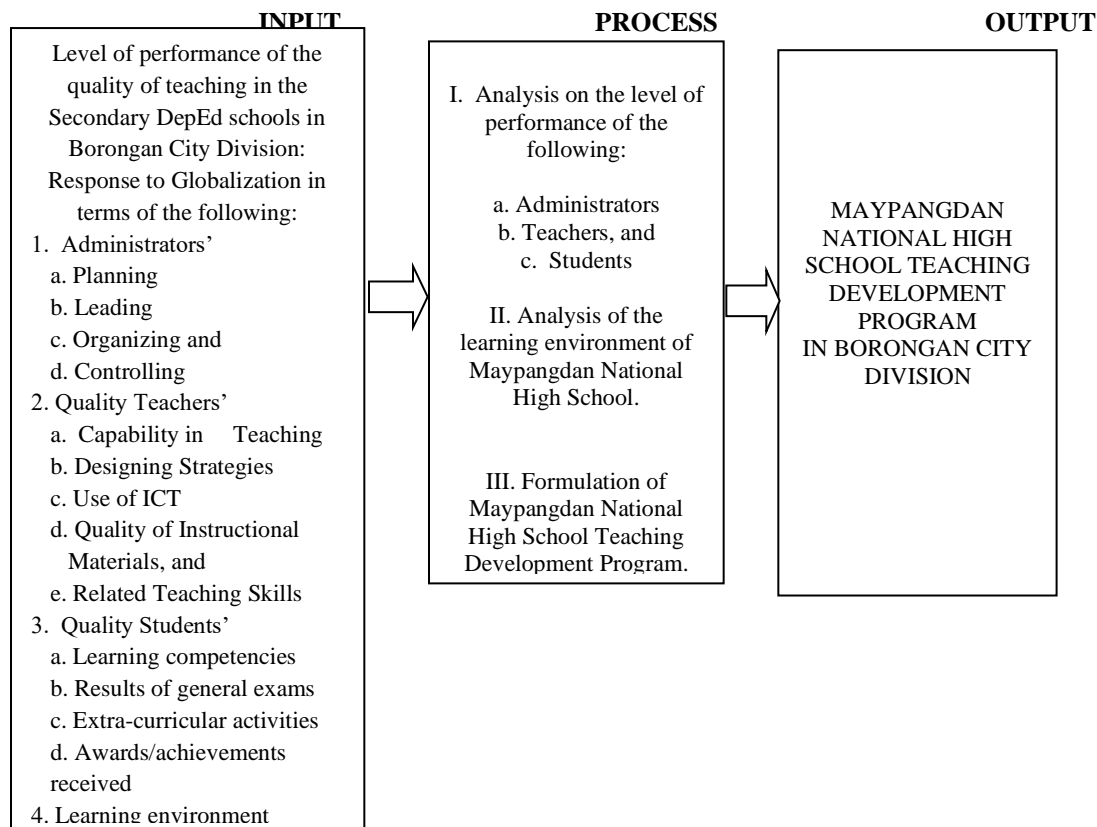 INPUT
PROCESS
OUTPUT
Level of performance of the
quality of teaching in the
Secondary DepEd schools in
Borongan City Division:
Response to Globalization in
terms of the following:
1. Administrators’
a. Planning
b. Leading
c. Organizing and
d. Controlling
2. Quality Teachers’
a. Capability in Teaching
b. Designing Strategies
c. Use of ICT
d. Quality of Instructional
Materials, and
e. Related Teaching Skills
3. Quality Students’
a. Learning competencies
b. Results of general exams
c. Extra-curricular activities
d. Awards/achievements
received
4. Learning environment
I. Analysis on the level of
performance of the
following:
a. Administrators
b. Teachers, and
c. Students
II. Analysis of the
learning environment of
Maypangdan National
High School.
III. Formulation of
Maypangdan National
High School Teaching
Development Program.
MAYPANGDAN
NATIONAL HIGH
SCHOOL TEACHING
DEVELOPMENT
PROGRAM
IN BORONGAN CITY
DIVISION